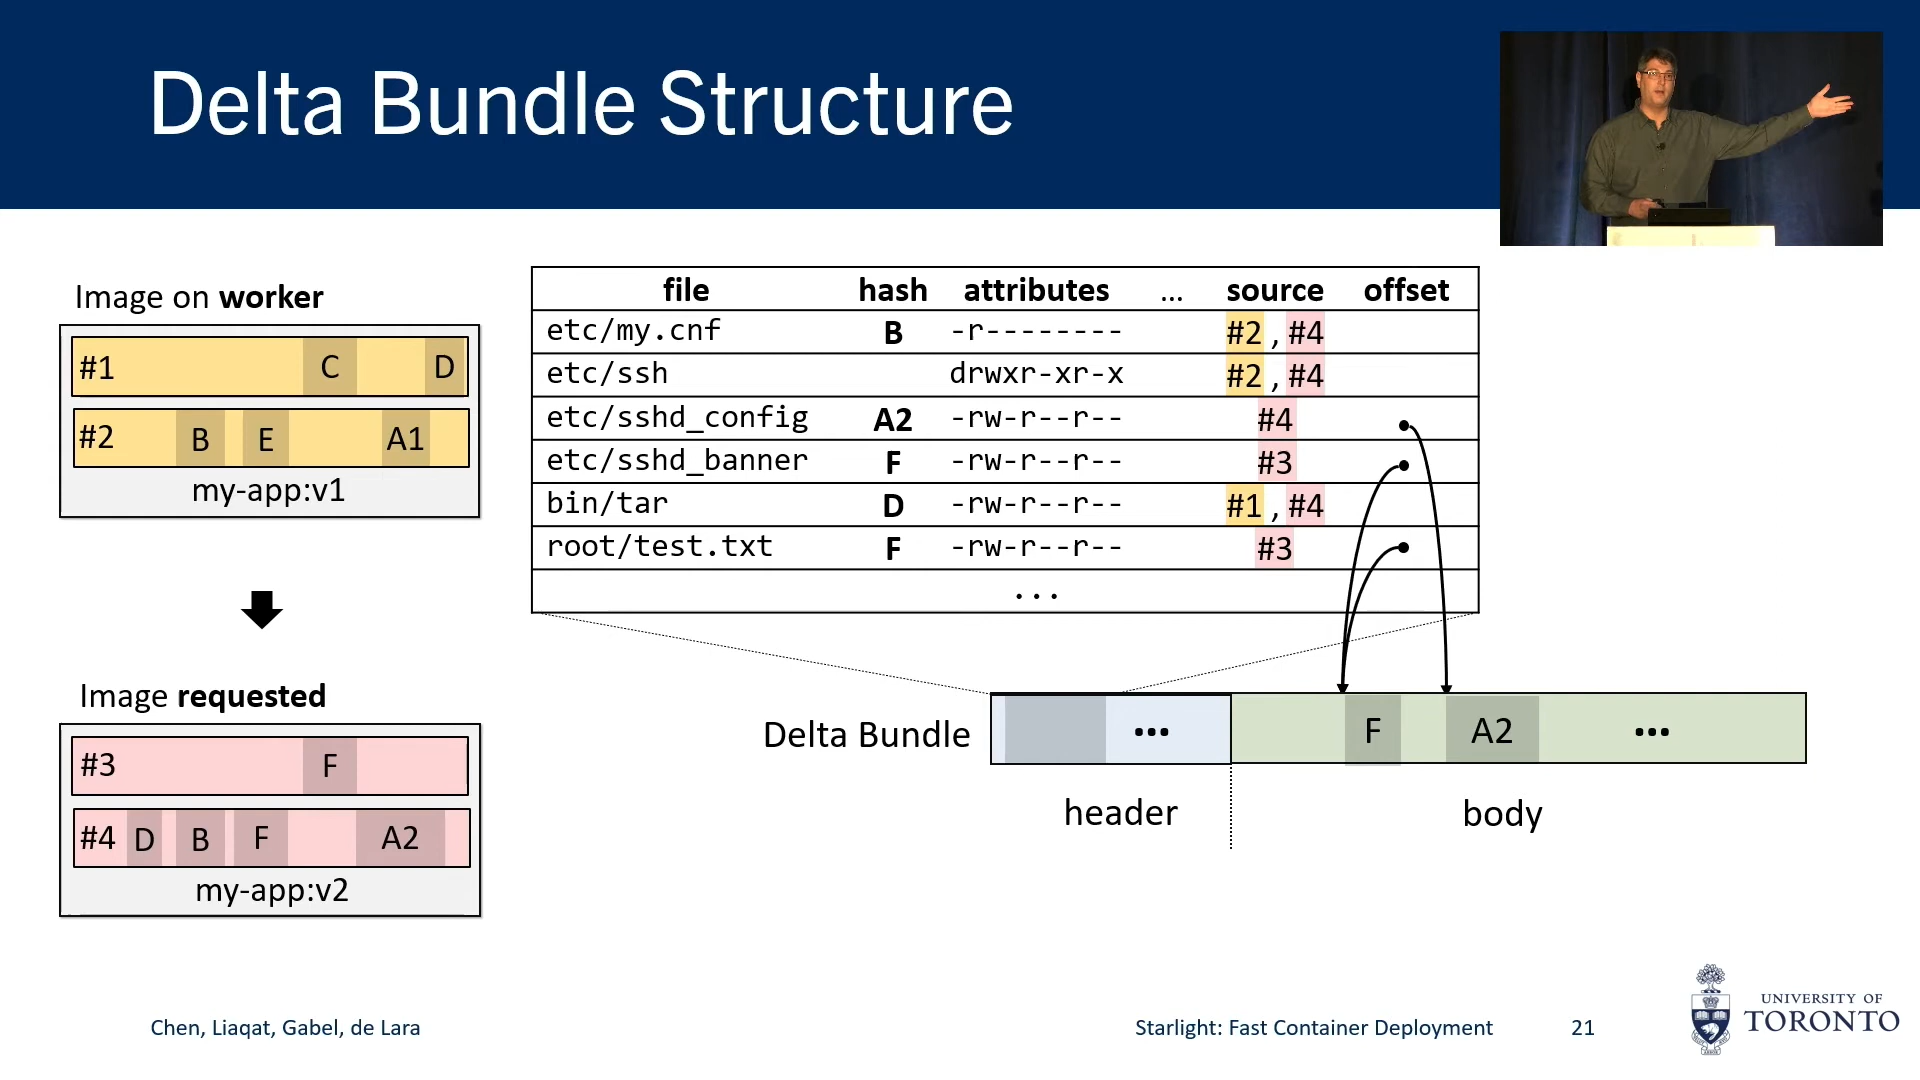 Delta Bundle Structure
Image on worker
#1 C D
#2 B E A1
my-app:v1
Image requested
#3 F
#4 D B F A2
my-app:v2
file hash attributes ... source offset
etc/my.cnf B -r-------- #2 , #4
etc/ssh drwxr-xr-x #2 , #4
etc/sshd_config A2 -rw-r--r-- #4
etc/sshd_banner F -rw-r--r-- #3
bin/tar D -rw-r--r-- #1 , #4
root/test.txt F -rw-r--r-- #3
...
Delta Bundle ... F A2 ...
header body
Chen, Liaqat, Gabel, de Lara
Starlight: Fast Container Deployment
21
UNIVERSITY OF
TORONTO